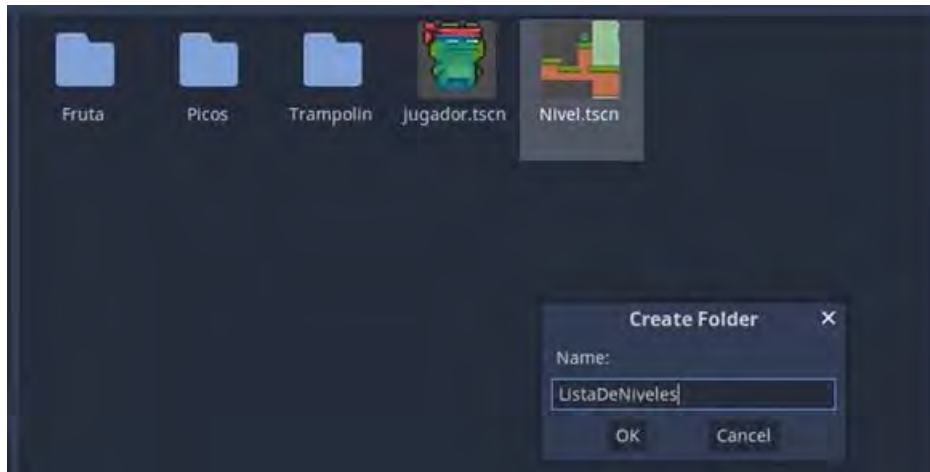 Fruta
Picos
Trampolin
jugador.tscn
Nivel.tscn
Create Folder
Name:
ListaDeNiveles
OK
Cancel